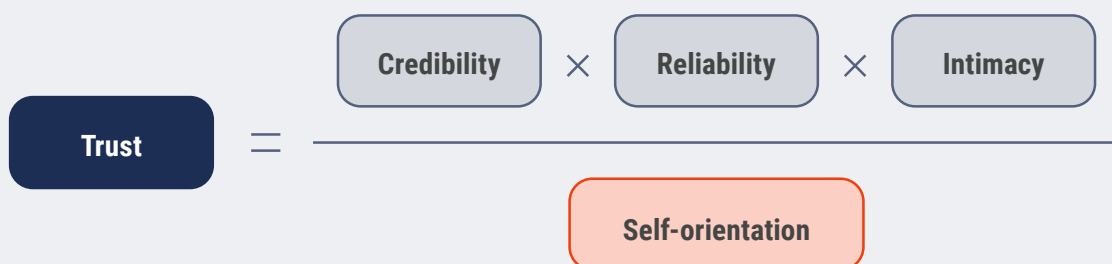 Credibility × Reliability × Intimacy
Trust =
Self-orientation